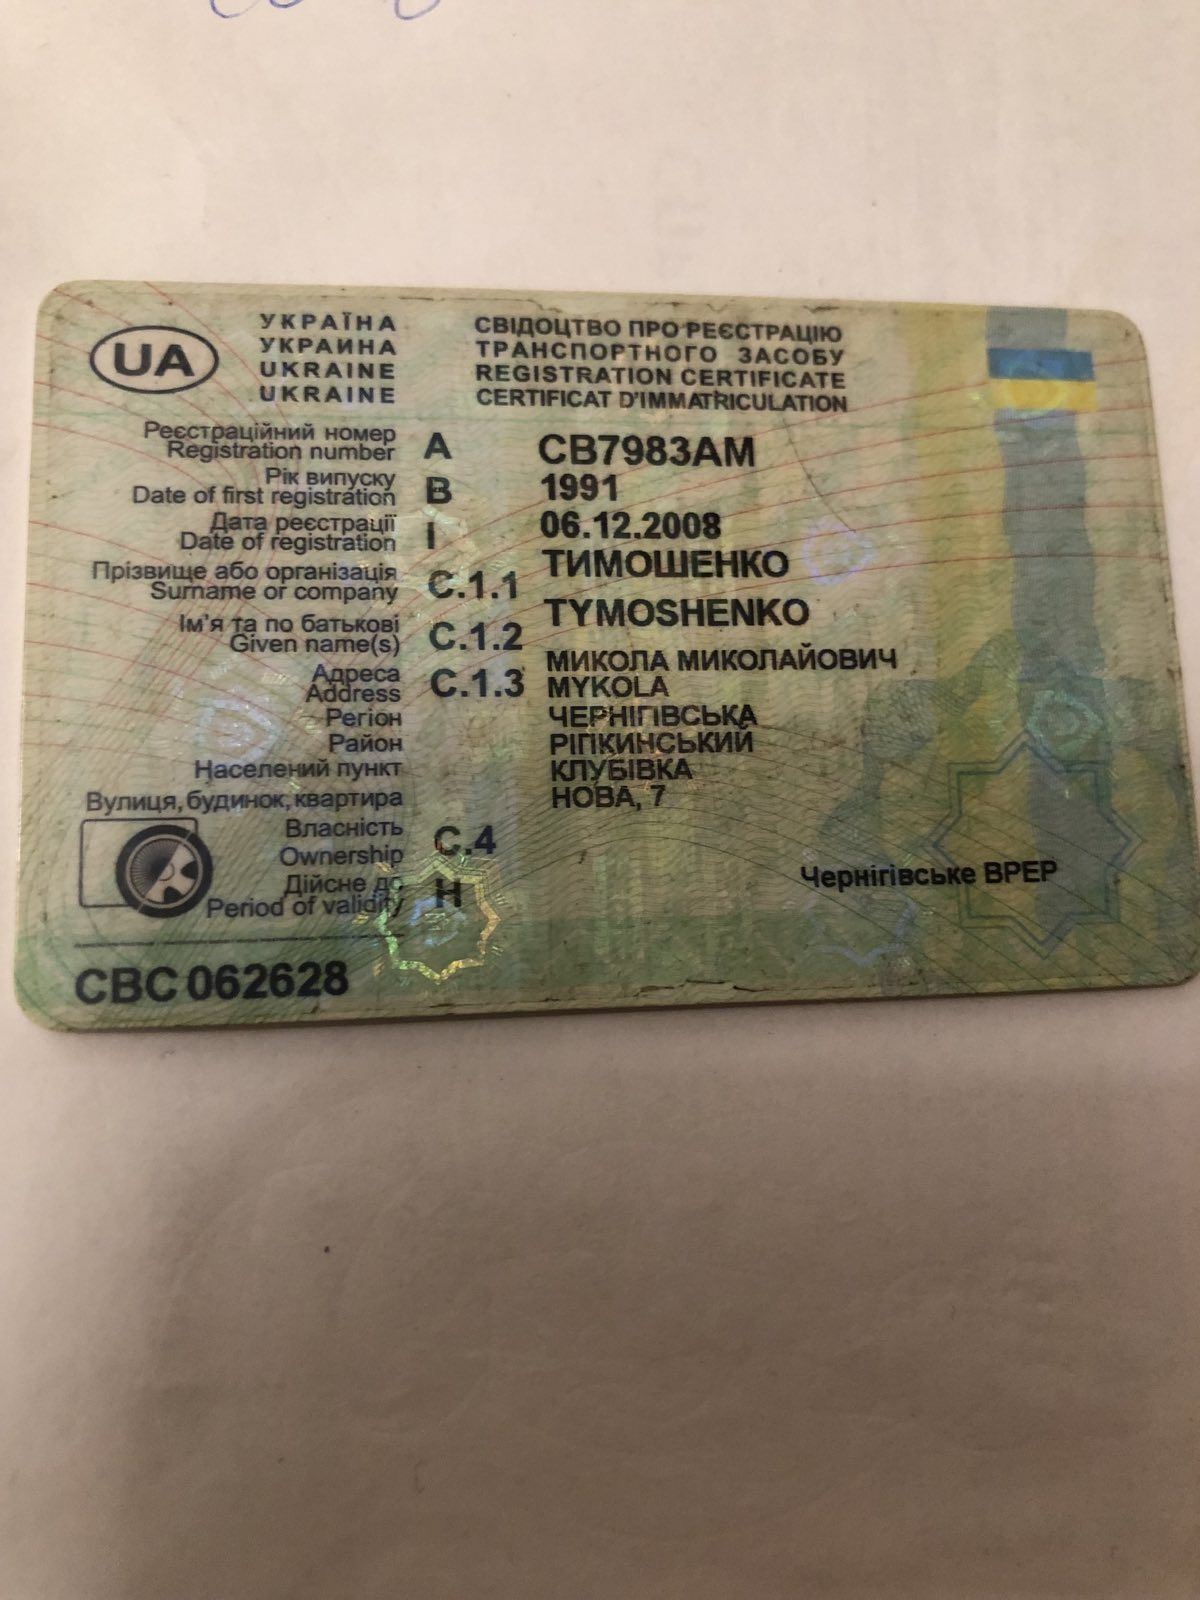 UA
УКРАЇНА
УКРАИНА
UKRAINE
UKRAINE
СВІДОЦТВО ПРО РЕЄСТРАЦІЮ
ТРАНСПОРТНОГО ЗАСОБУ
REGISTRATION CERTIFICATE
CERTIFICAT D'IMMATRICULATION
Реєстраційний номер
Registration number A СВ7983АМ
Рік випуску
Date of first registration B 1991
Дата реєстрації
Date of registration I 06.12.2008
Прізвище або організація
Surname or company C.1.1 ТИМОШЕНКО
TYMOSHENKO
Ім'я та по батькові
Given name(s) C.1.2 МИКОЛА МИКОЛАЙОВИЧ
MYKOLA
Адреса
Address C.1.3
Регіон ЧЕРНІГІВСЬКА
Район РІПКИНСЬКИЙ
Населений пункт КЛУБІВКА
Вулиця, будинок, квартира НОВА, 7
Власність
Ownership C.4
Дійсне до
Period of validity H
Чернігівське ВРЕР
СВС 062628